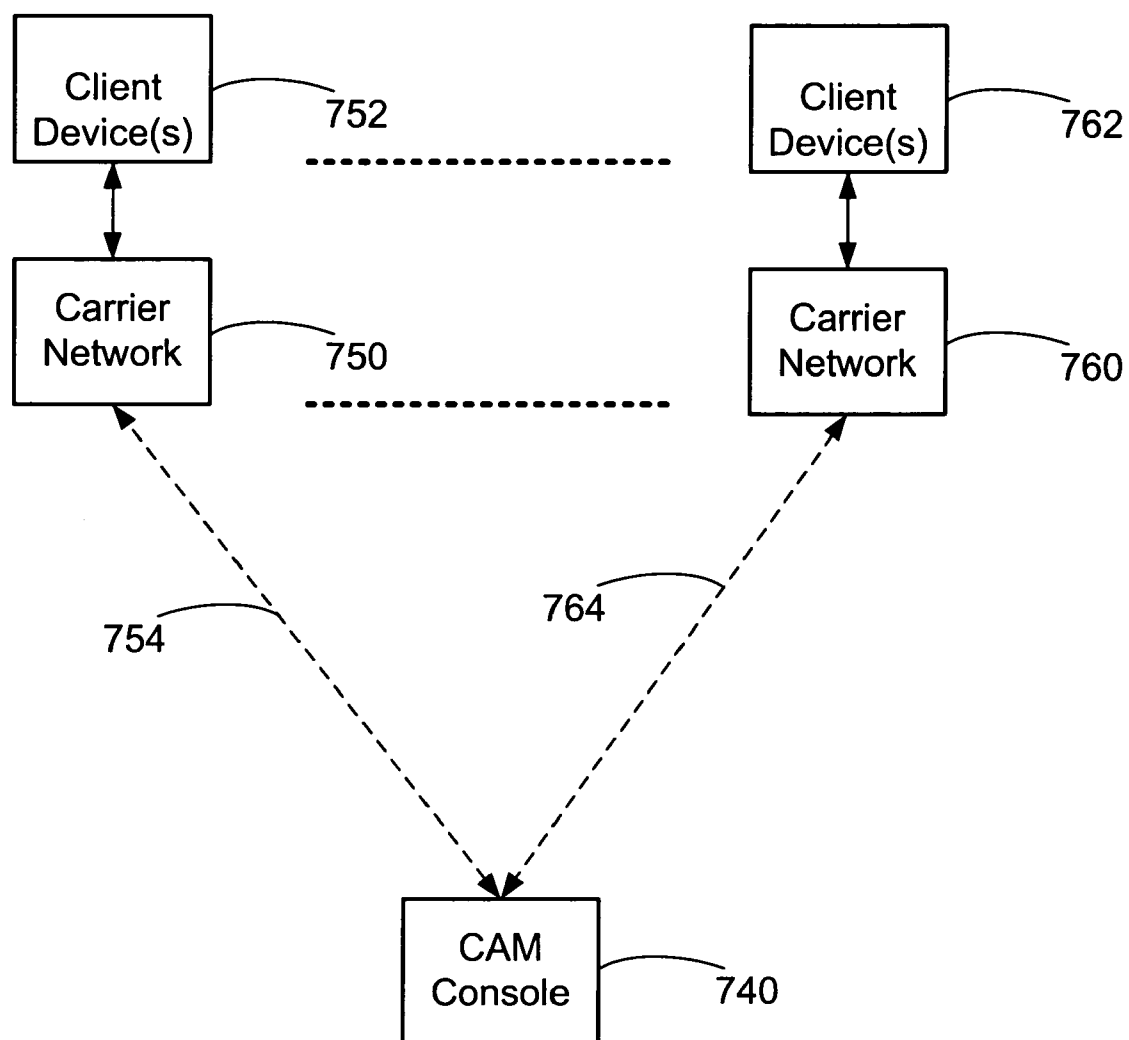 Client
Device(s)
752
Client
Device(s)
762
Carrier
Network
750
Carrier
Network
760
754
764
CAM
Console
740